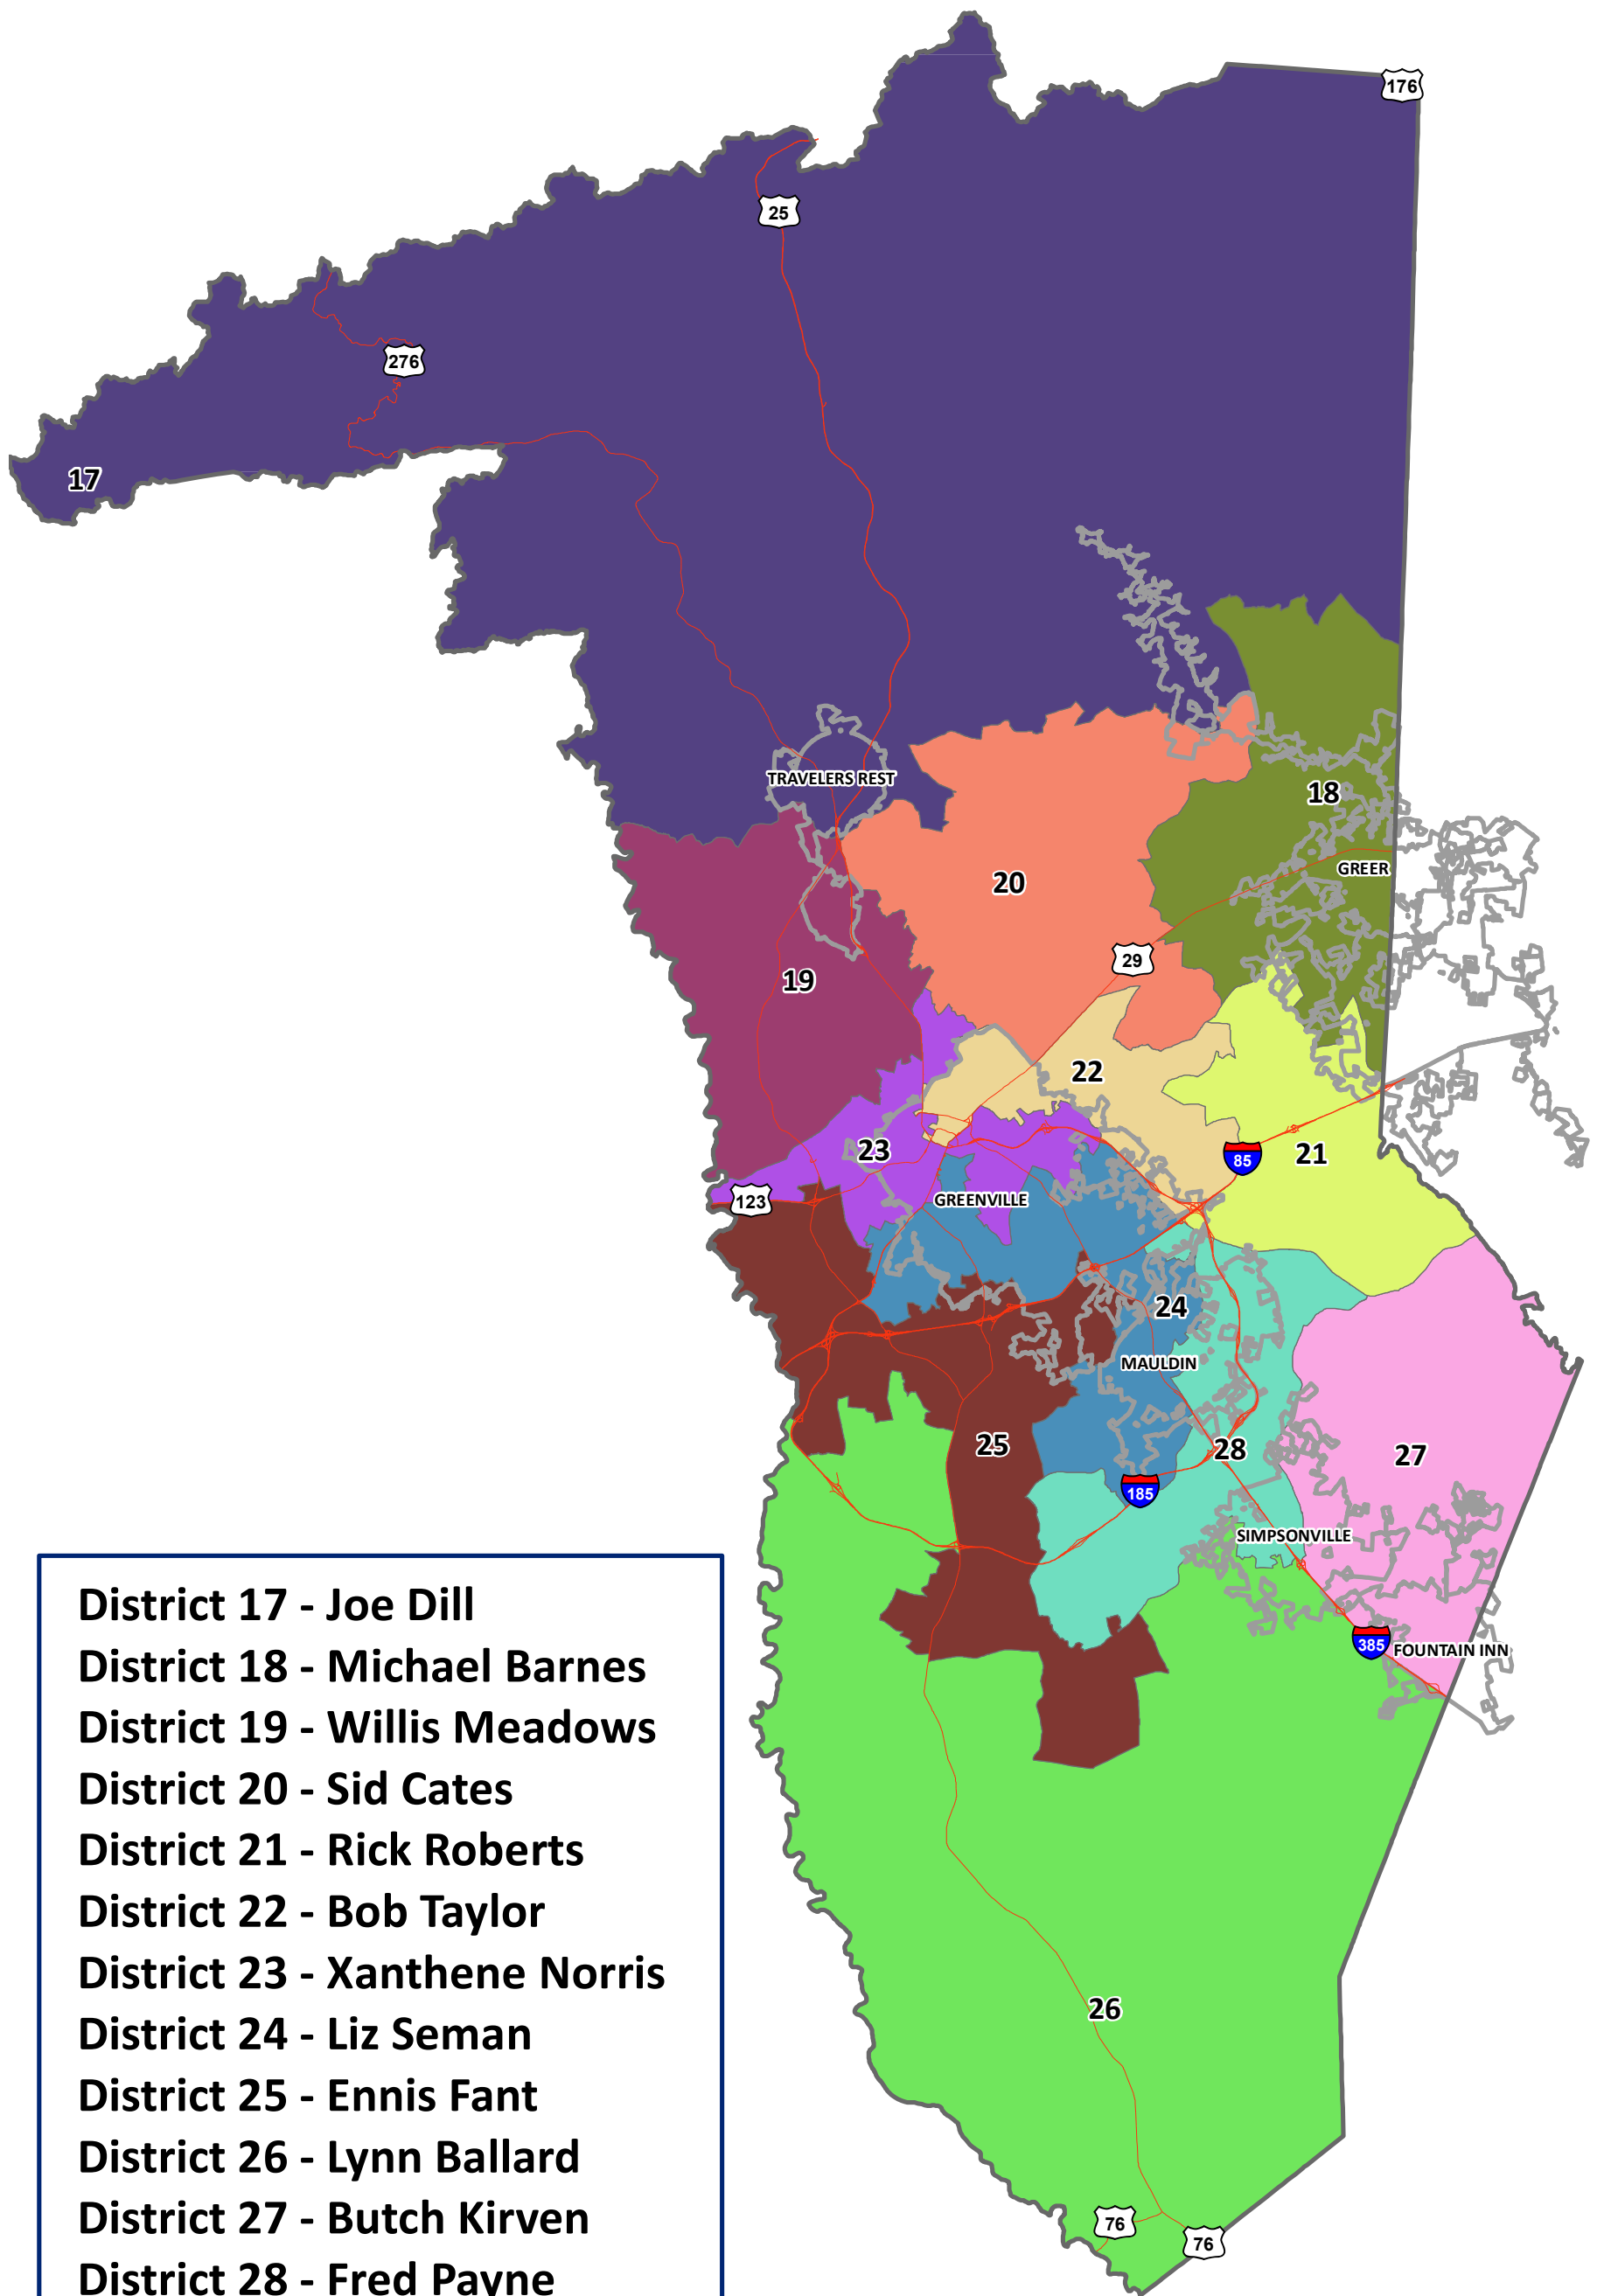 176
25
276
17
TRAVELERS REST
18
GREER
20
29
19
22
23
85
21
123
GREENVILLE
24
MAULDIN
25
28
27
185
SIMPSONVILLE
385
FOUNTAIN INN
26
76
76
District 17 - Joe Dill
District 18 - Michael Barnes
District 19 - Willis Meadows
District 20 - Sid Cates
District 21 - Rick Roberts
District 22 - Bob Taylor
District 23 - Xanthene Norris
District 24 - Liz Seman
District 25 - Ennis Fant
District 26 - Lynn Ballard
District 27 - Butch Kirven
District 28 - Fred Payne